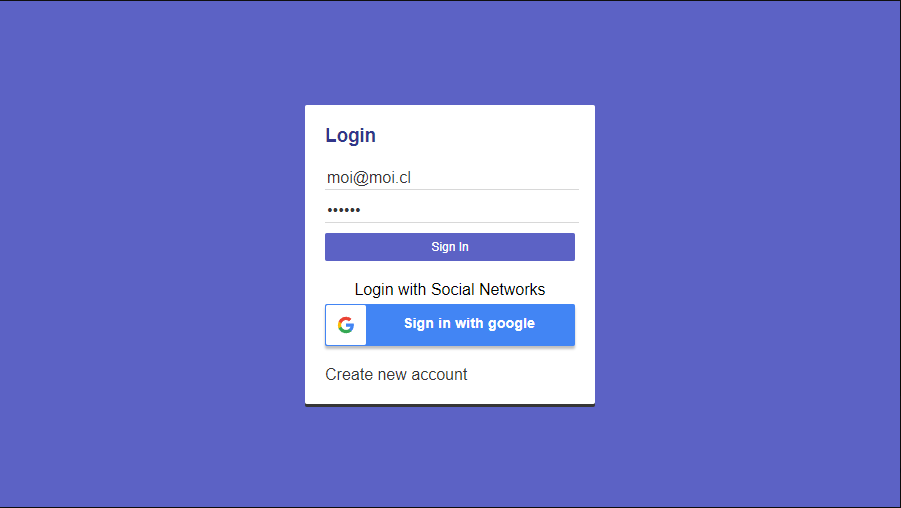 Login
moi@moi.cl
••••••
Sign In
Login with Social Networks
Sign in with google
Create new account